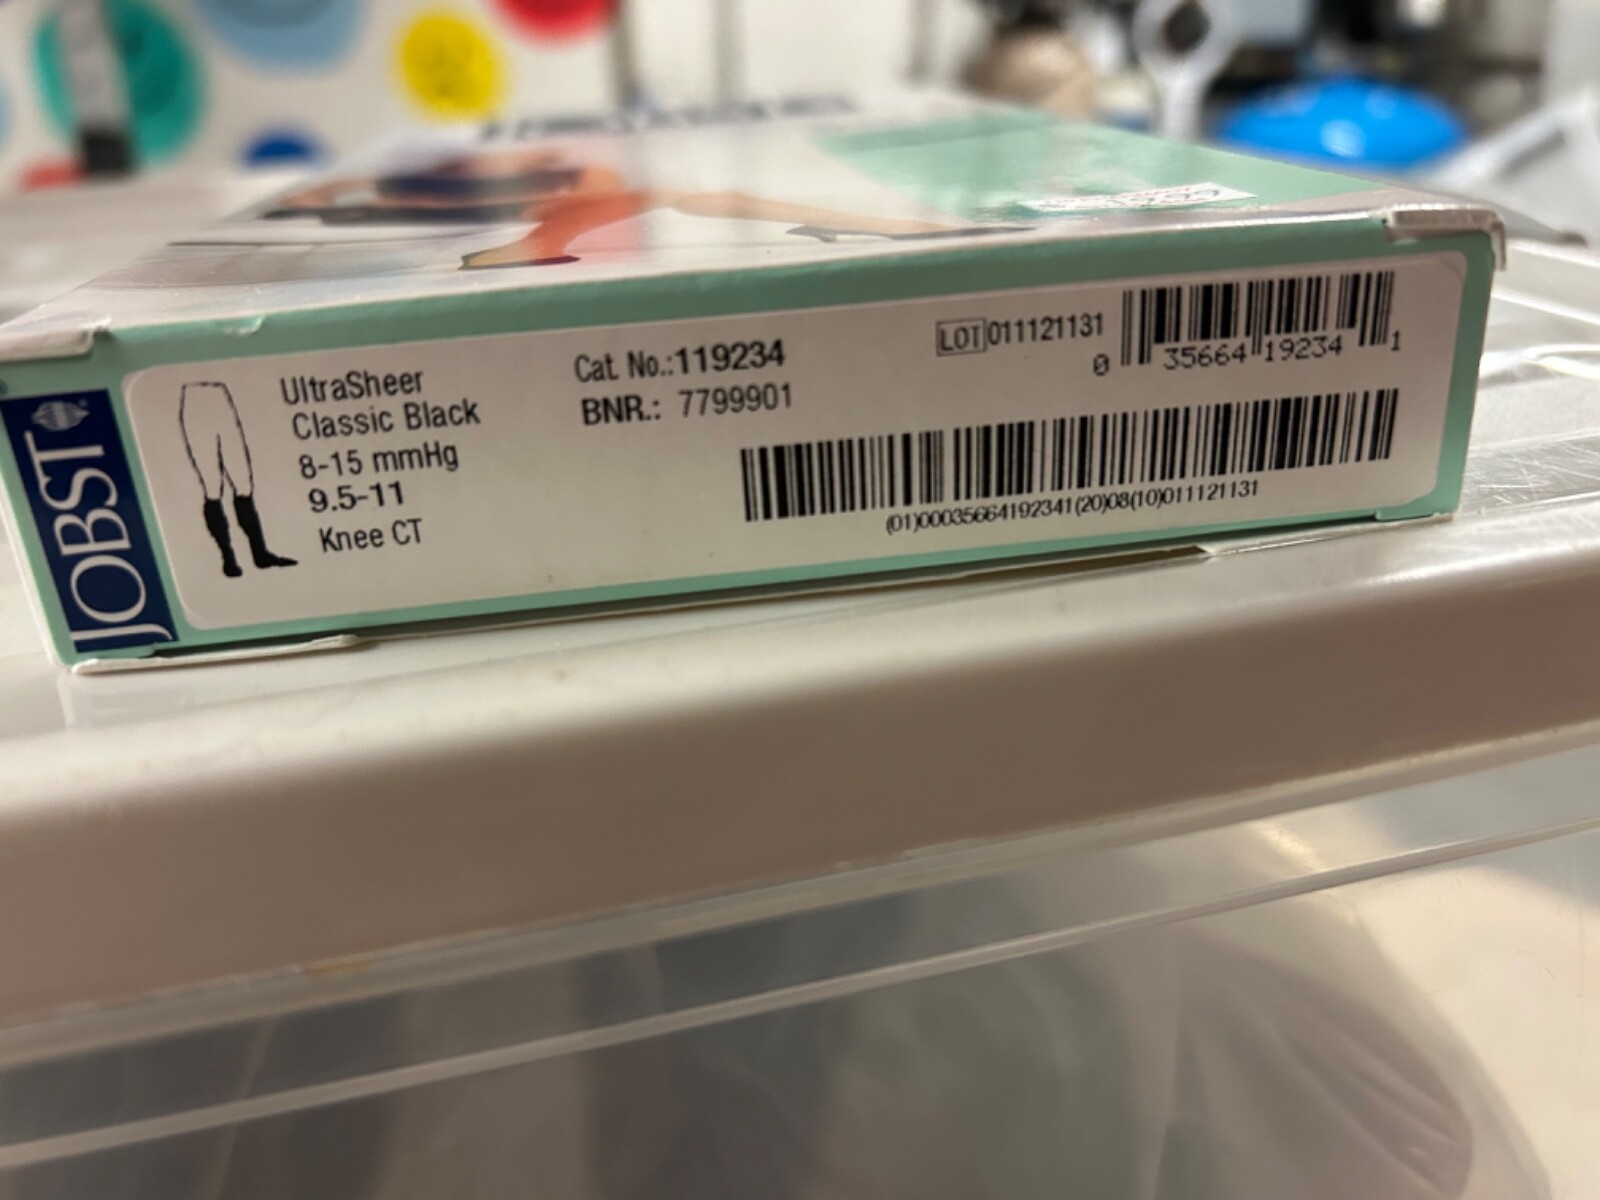 JOBST
UltraSheer
Classic Black
8-15 mmHg
9.5-11
Knee CT
Cat. No.:119234
BNR.: 7799901
LOT 011121131
0 35664 19234 1
(01)00035664192341(20)08(10)011121131